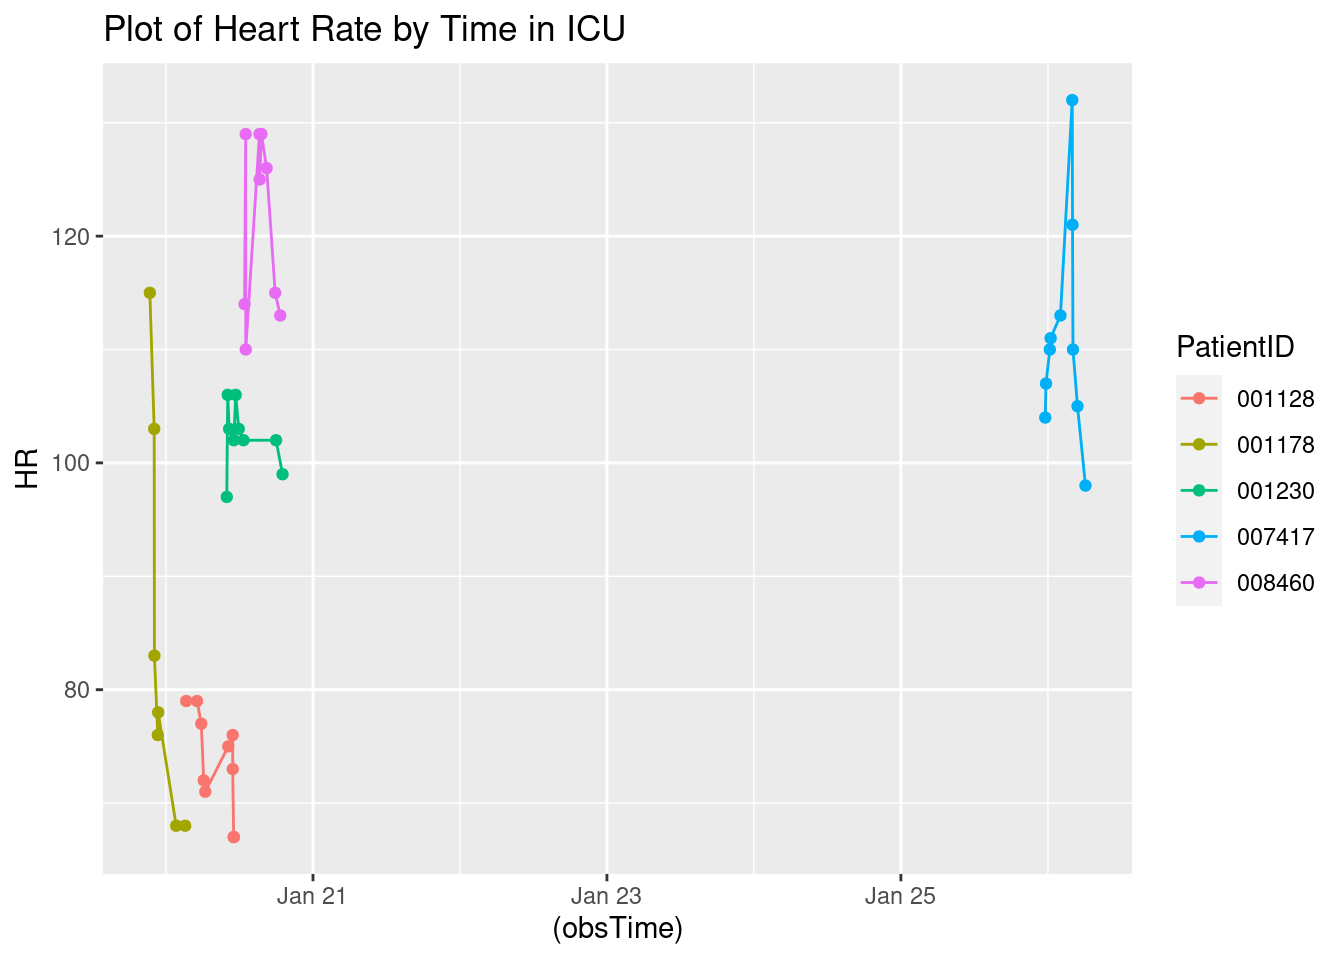 Plot of Heart Rate by Time in ICU
HR
120
100
80
Jan 21
Jan 23
Jan 25
(obsTime)
PatientID
001128
001178
001230
007417
008460